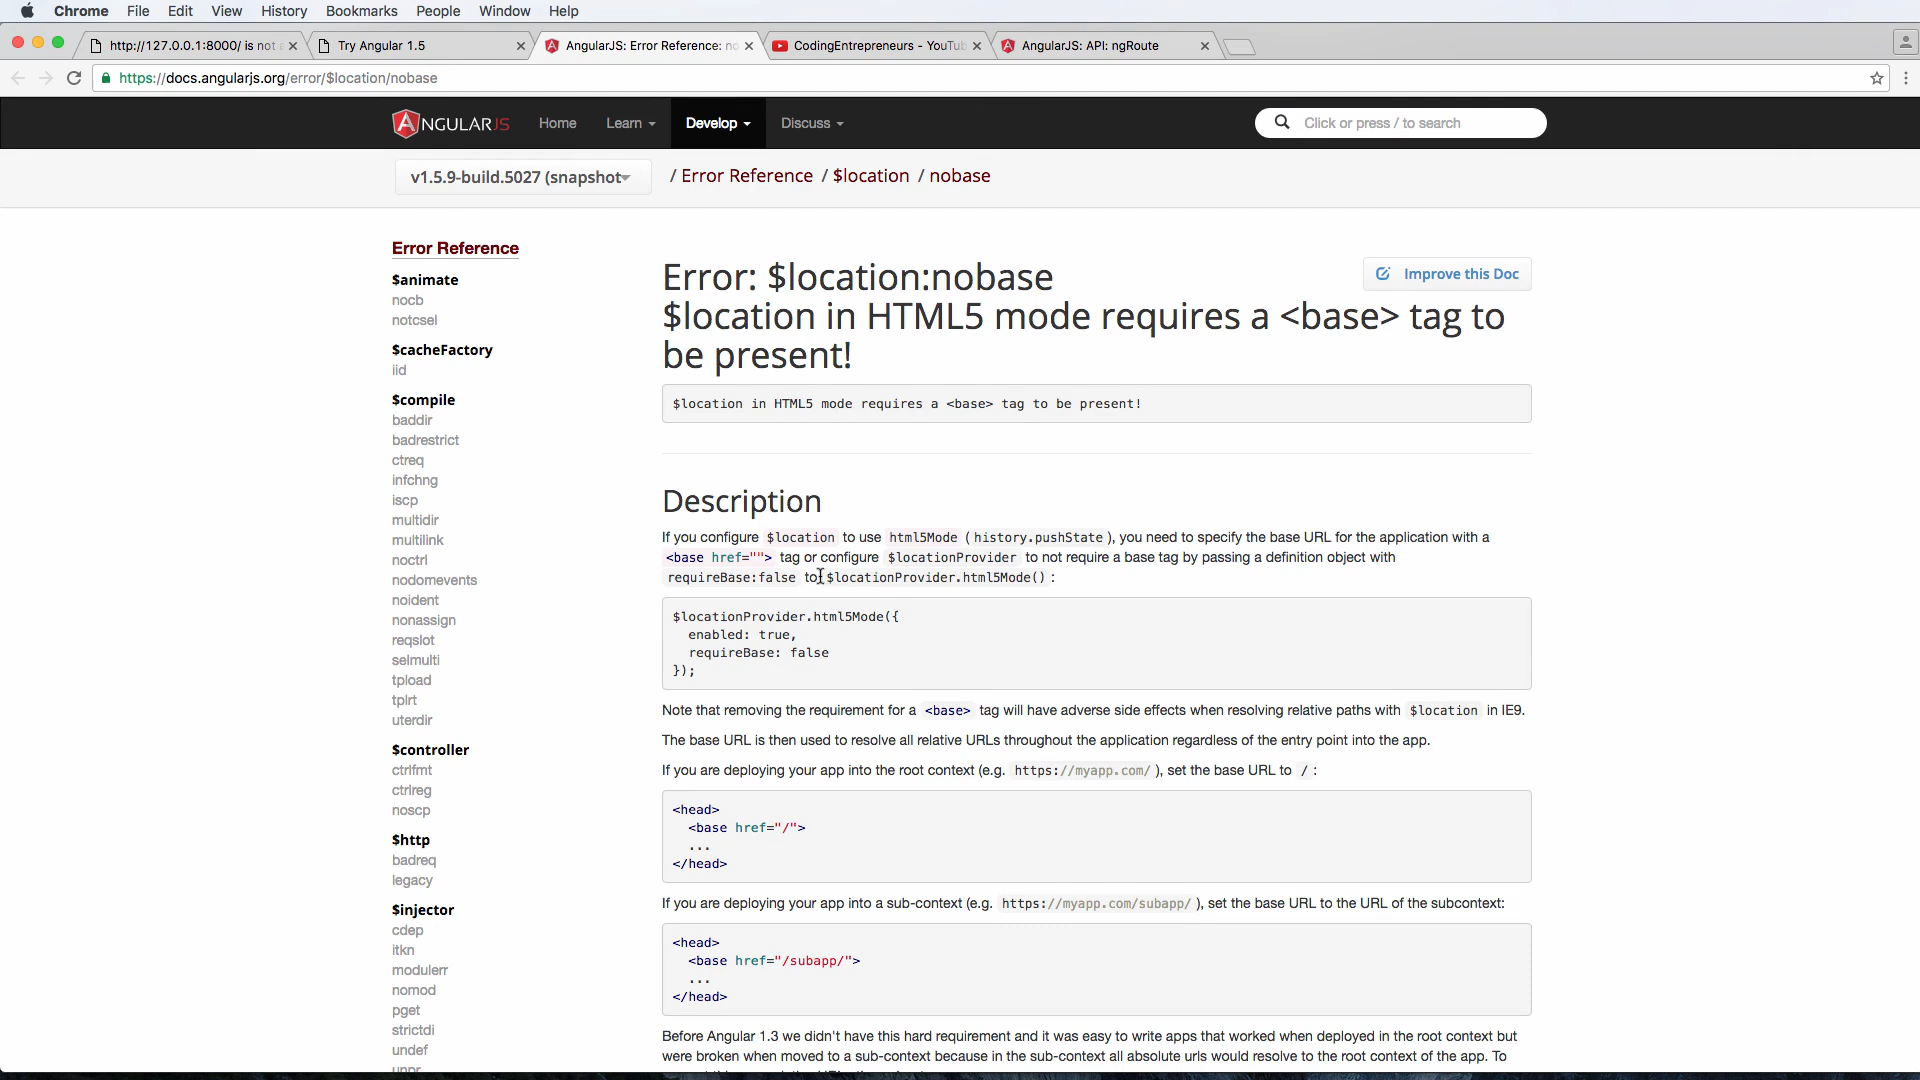 Chrome File Edit View History Bookmarks People Window Help
http://127.0.0.1:8000/ is not
Try Angular 1.5
AngularJS: Error Reference: no
CodingEntrepreneurs - YouTub
AngularJS: API: ngRoute
https://docs.angularjs.org/error/$location/nobase
ANGULARJS Home Learn Develop Discuss Click or press / to search
v1.5.9-build.5027 (snapshot / Error Reference / $location / nobase
Error Reference
$animate
nocb
notcsel
$cacheFactory
iid
$compile
baddir
badrestrict
ctreq
infchng
iscp
multidir
multilink
noctrl
nodomevents
noident
nonassign
reqslot
selmulti
tpload
tplrt
uterdir
$controller
ctrlfmt
ctrlreg
noscp
$http
badreq
legacy
$injector
cdep
itkn
modulerr
nomod
pget
strictdi
undef
unpr
Improve this Doc
Error: $location:nobase
$location in HTML5 mode requires a <base> tag to
be present!
$location in HTML5 mode requires a <base> tag to be present!
Description
If you configure $location to use html5Mode ( history.pushState ), you need to specify the base URL for the application with a
<base href=""> tag or configure $locationProvider to not require a base tag by passing a definition object with
requireBase:false to $locationProvider.html5Mode() :
$locationProvider.html5Mode({
enabled: true,
requireBase: false
});
Note that removing the requirement for a <base> tag will have adverse side effects when resolving relative paths with $location in IE9.
The base URL is then used to resolve all relative URLs throughout the application regardless of the entry point into the app.
If you are deploying your app into the root context (e.g. https://myapp.com/ ), set the base URL to / :
<head>
<base href="/">
...
</head>
If you are deploying your app into a sub-context (e.g. https://myapp.com/subapp/ ), set the base URL to the URL of the subcontext:
<head>
<base href="/subapp/">
...
</head>
Before Angular 1.3 we didn't have this hard requirement and it was easy to write apps that worked when deployed in the root context but
were broken when moved to a sub-context because in the sub-context all absolute urls would resolve to the root context of the app. To